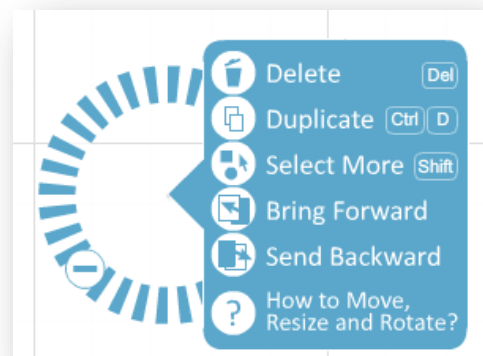 Delete Del
Duplicate Ctrl D
Select More Shift
Bring Forward
Send Backward
? How to Move,
Resize and Rotate?